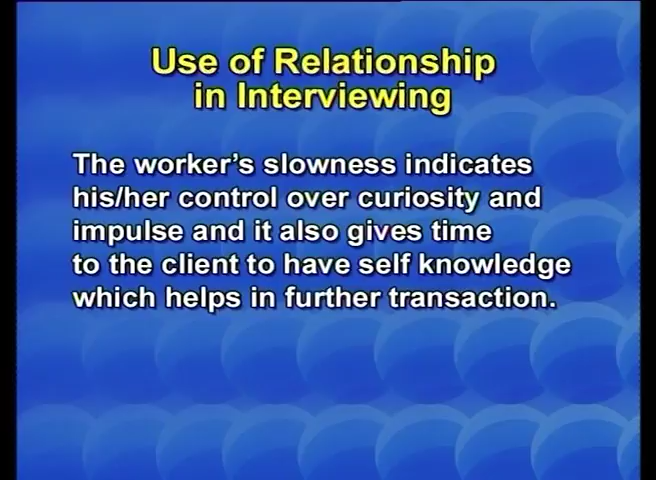 Use of Relationship
in Interviewing
The worker's slowness indicates
his/her control over curiosity and
impulse and it also gives time
to the client to have self knowledge
which helps in further transaction.